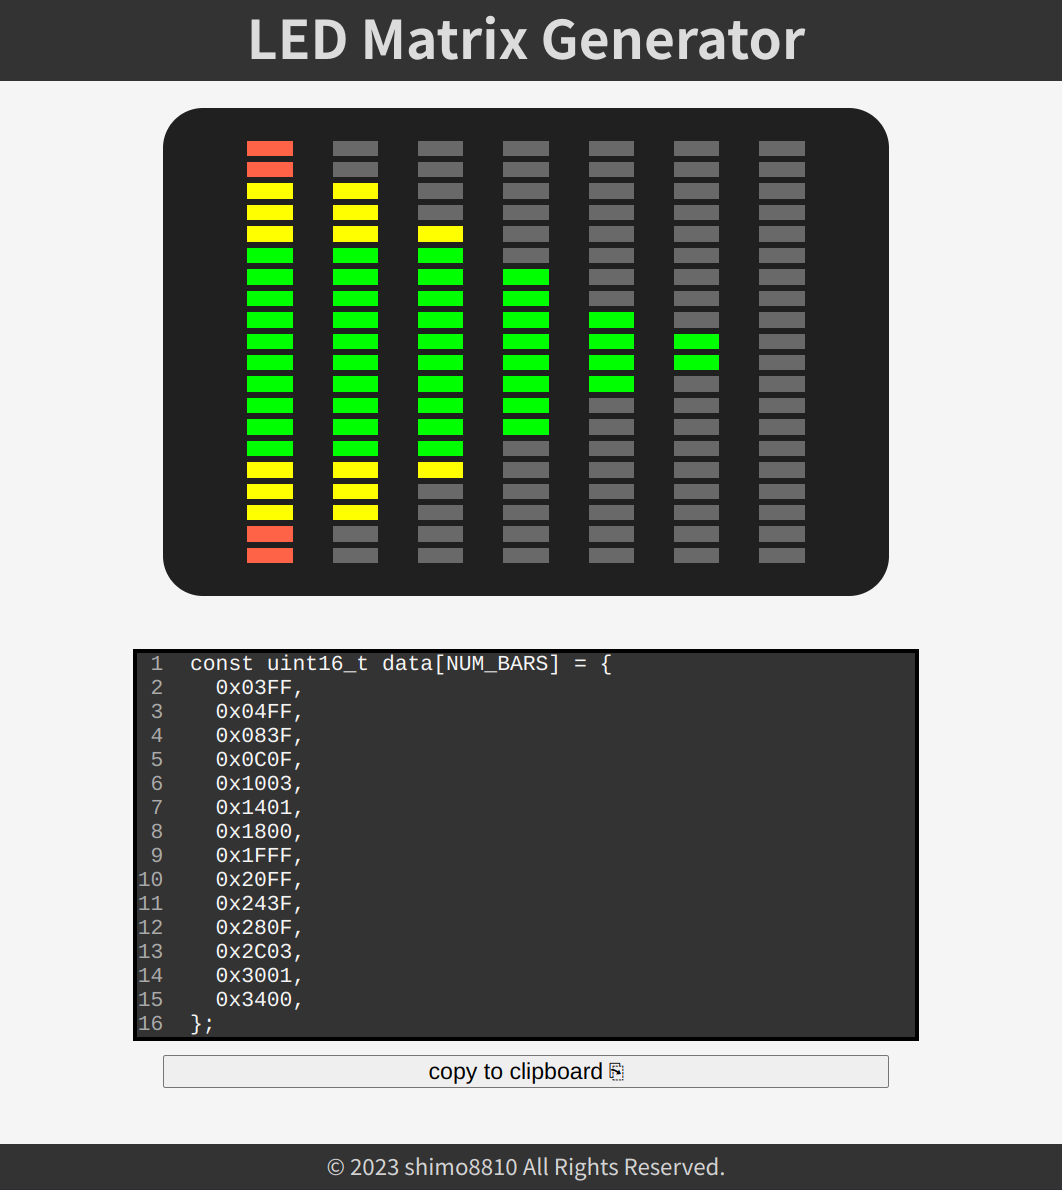 LED Matrix Generator
1 const uint16_t data[NUM_BARS] = {
2 0x03FF,
3 0x04FF,
4 0x083F,
5 0x0C0F,
6 0x1003,
7 0x1401,
8 0x1800,
9 0x1FFF,
10 0x20FF,
11 0x243F,
12 0x280F,
13 0x2C03,
14 0x3001,
15 0x3400,
16 };
copy to clipboard ⎘
© 2023 shimo8810 All Rights Reserved.